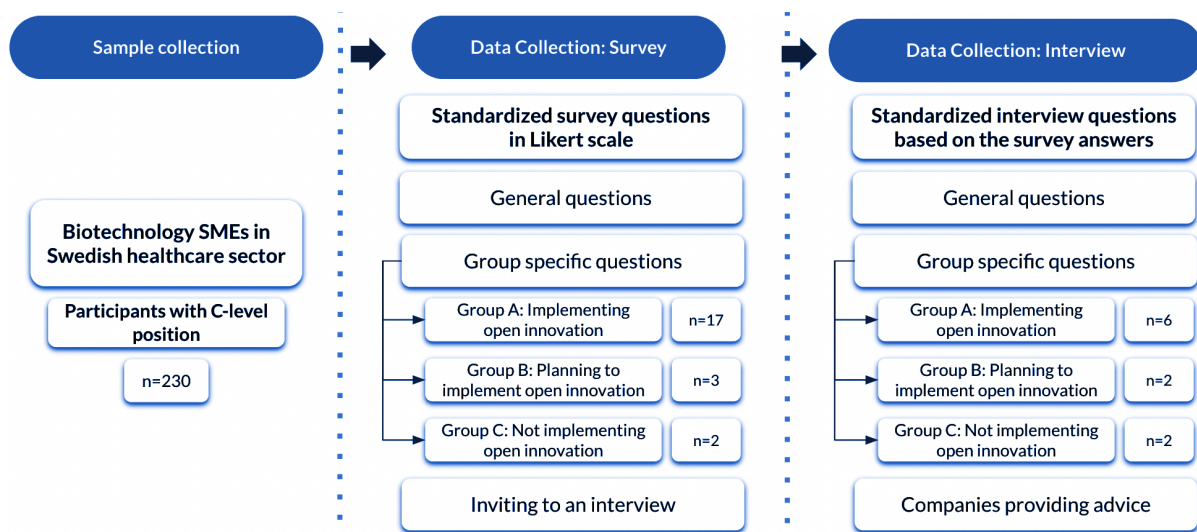 Sample collection
Biotechnology SMEs in
Swedish healthcare sector
Participants with C-level
position
n=230
Data Collection: Survey
Standardized survey questions
in Likert scale
General questions
Group specific questions
Group A: Implementing
open innovation
n=17
Group B: Planning to
implement open innovation
n=3
Group C: Not implementing
open innovation
n=2
Inviting to an interview
Data Collection: Interview
Standardized interview questions
based on the survey answers
General questions
Group specific questions
Group A: Implementing
open innovation
n=6
Group B: Planning to
implement open innovation
n=2
Group C: Not implementing
open innovation
n=2
Companies providing advice